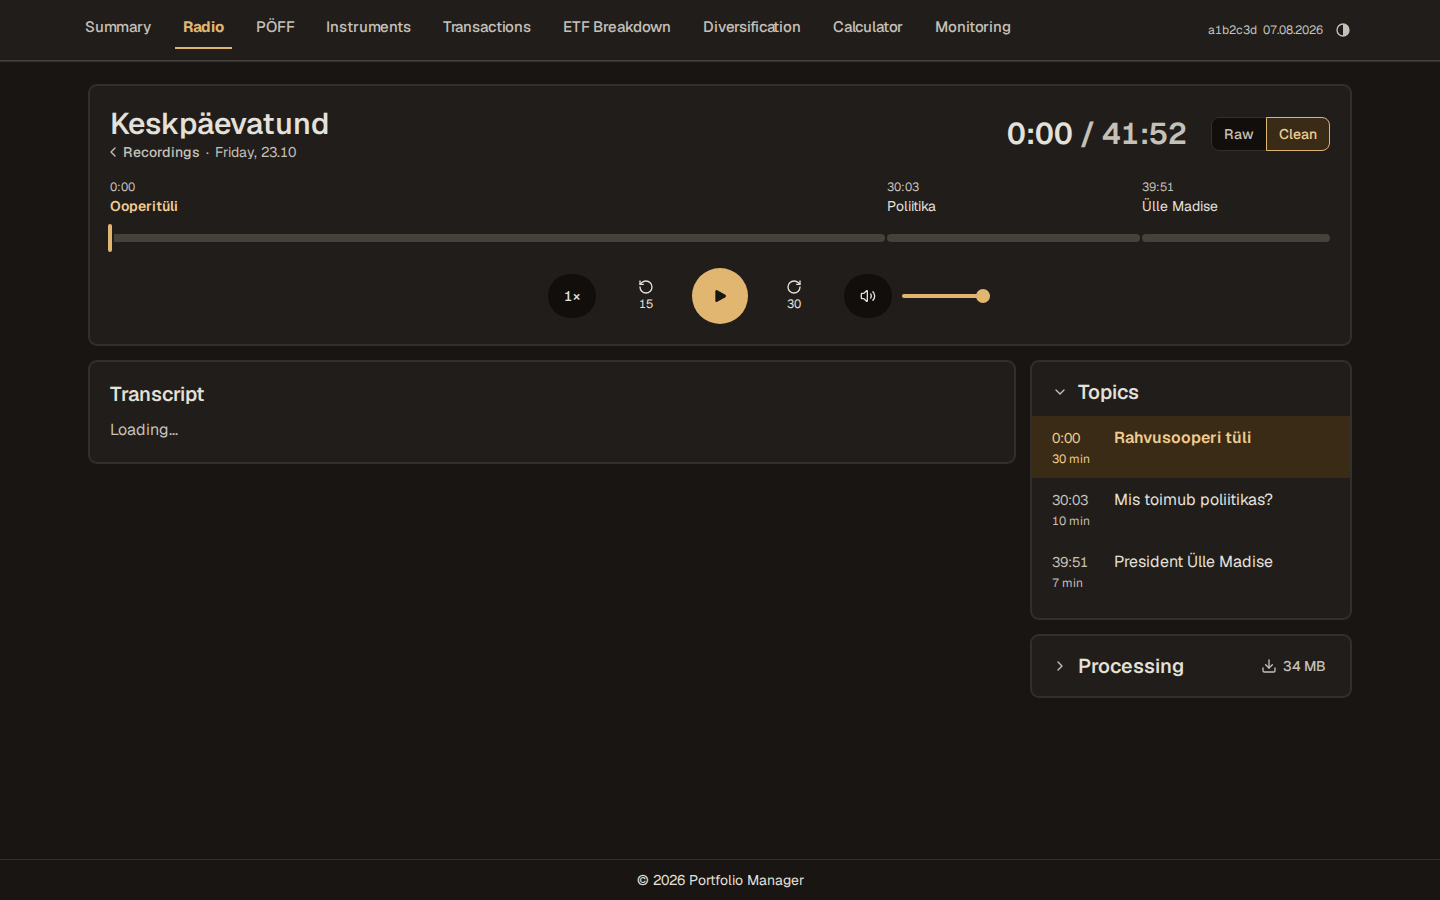 Summary Radio PÖFF Instruments Transactions ETF Breakdown Diversification Calculator Monitoring a1b2c3d 07.08.2026
Keskpäevatund
Recordings · Friday, 23.10
0:00 / 41:52 Raw Clean
0:00 30:03 39:51
Ooperitüli Poliitika Ülle Madise
1× 15 30
Transcript
Loading...
Topics
0:00 Rahvusooperi tüli
30 min
30:03 Mis toimub poliitikas?
10 min
39:51 President Ülle Madise
7 min
Processing 34 MB
© 2026 Portfolio Manager